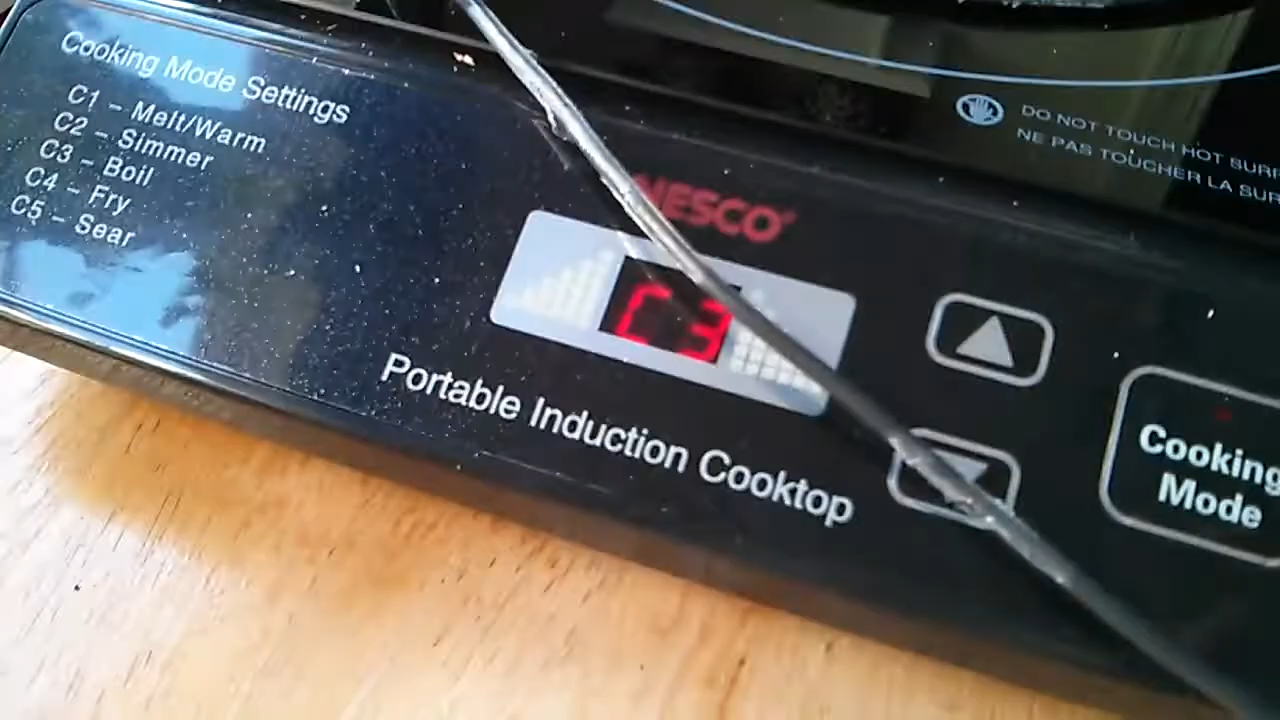 Cooking Mode Settings
C1 – Melt/Warm
C2 – Simmer
C3 – Boil
C4 – Fry
C5 – Sear
DO NOT TOUCH HOT
NE PAS TOUCHER LA
NESCO
C3
Portable Induction Cooktop
Cooking
Mode